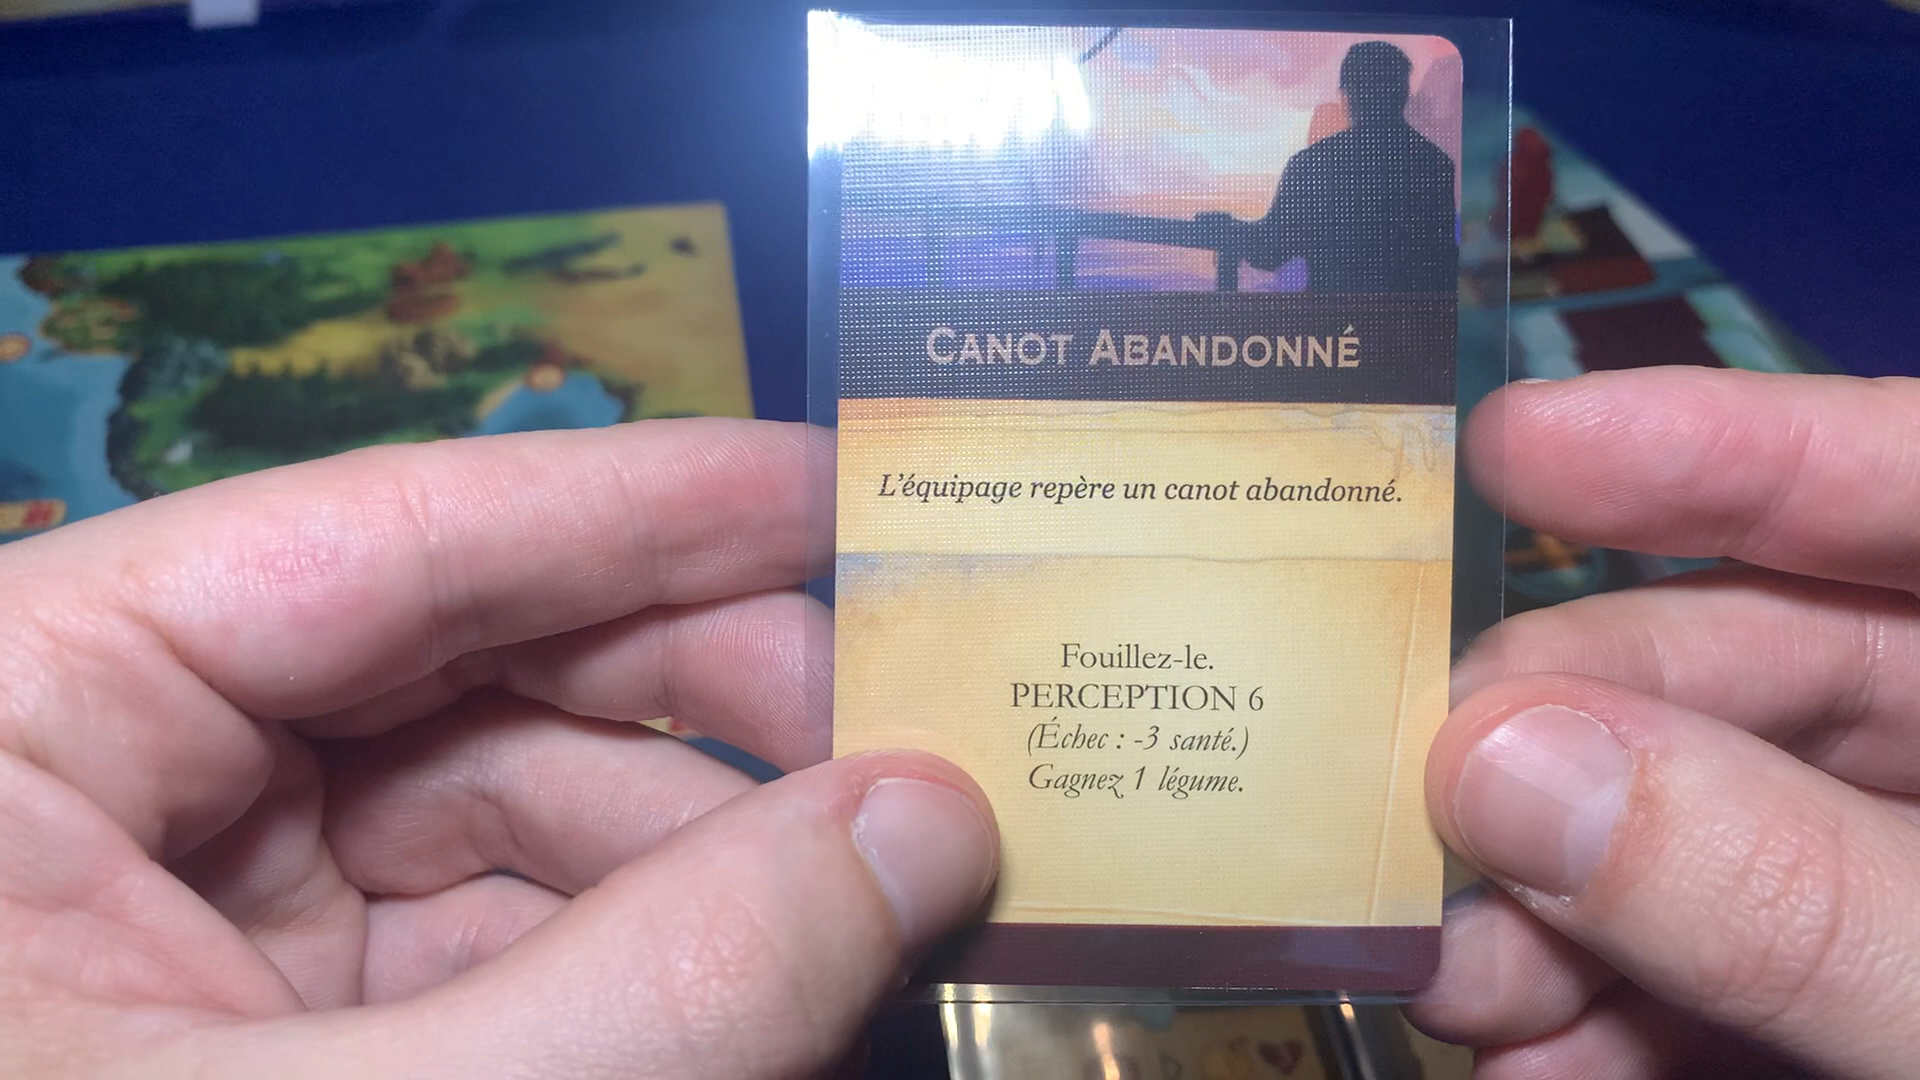 Canot Abandonné
L'équipage repère un canot abandonné.
Fouillez-le.
PERCEPTION 6
(Échec : -3 santé.)
Gagnez 1 légume.